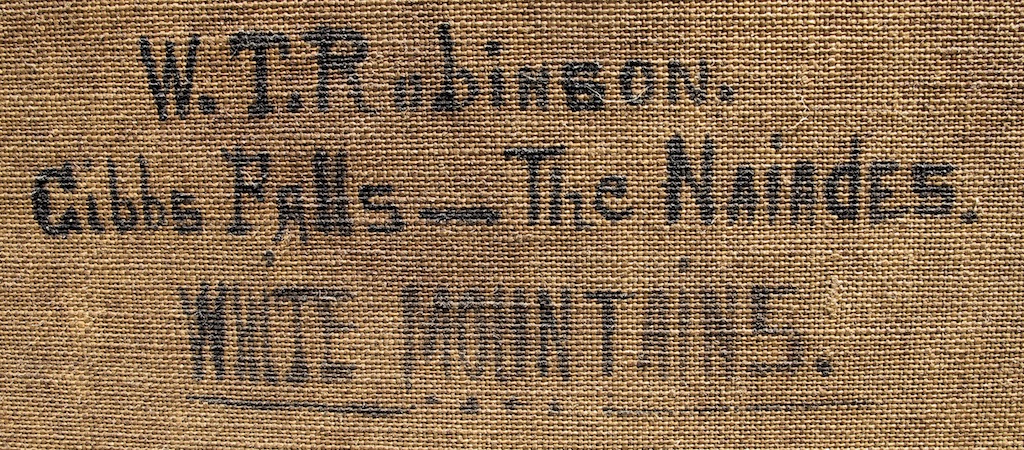 W. T. Robinson.
Gibbs Falls — The Naiades.
WHITE MOUNTAINS.